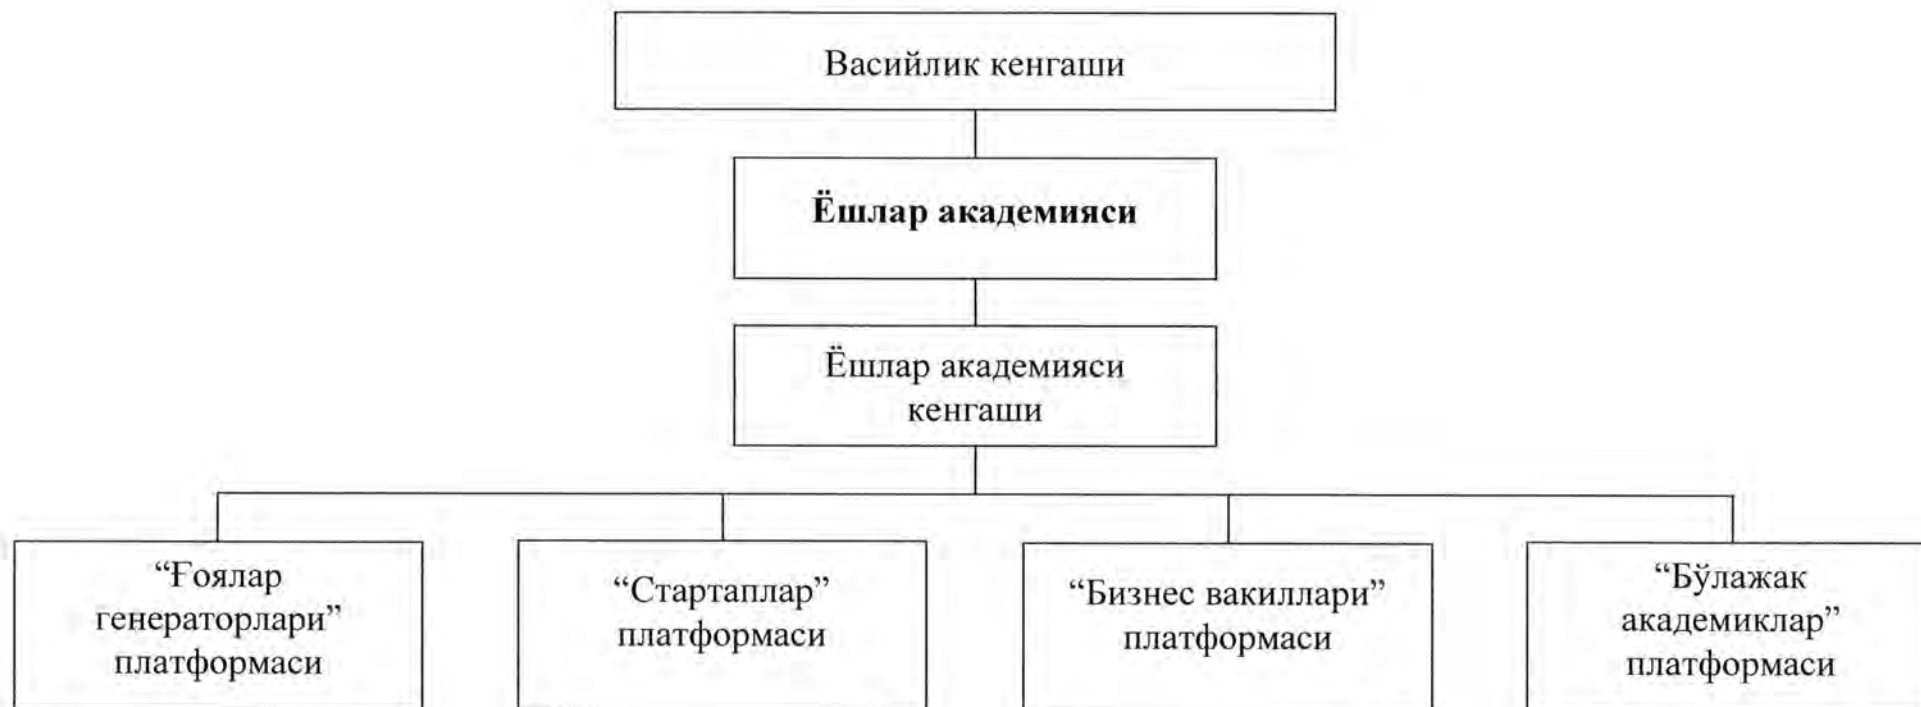 Васийлик кенгаши
Ёшлар академияси
Ёшлар академияси
кенгаши
“Ғоялар
генераторлари”
платформаси
“Стартаплар”
платформаси
“Бизнес вакиллари”
платформаси
“Бўлажак
академиклар”
платформаси